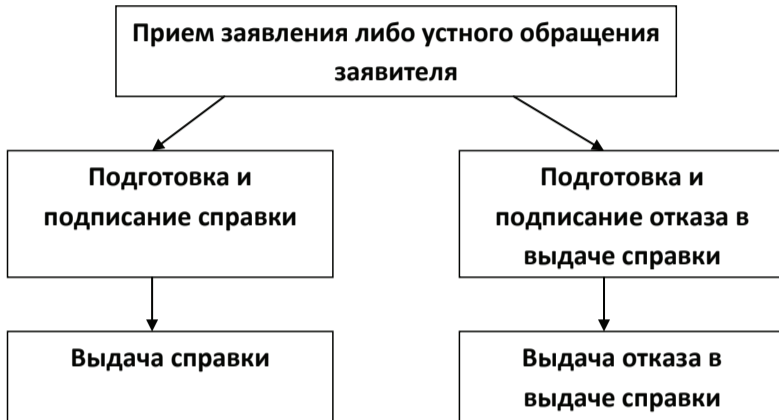 Прием заявления либо устного обращения
заявителя
Подготовка и
подписание справки
Подготовка и
подписание отказа в
выдаче справки
Выдача справки
Выдача отказа в
выдаче справки